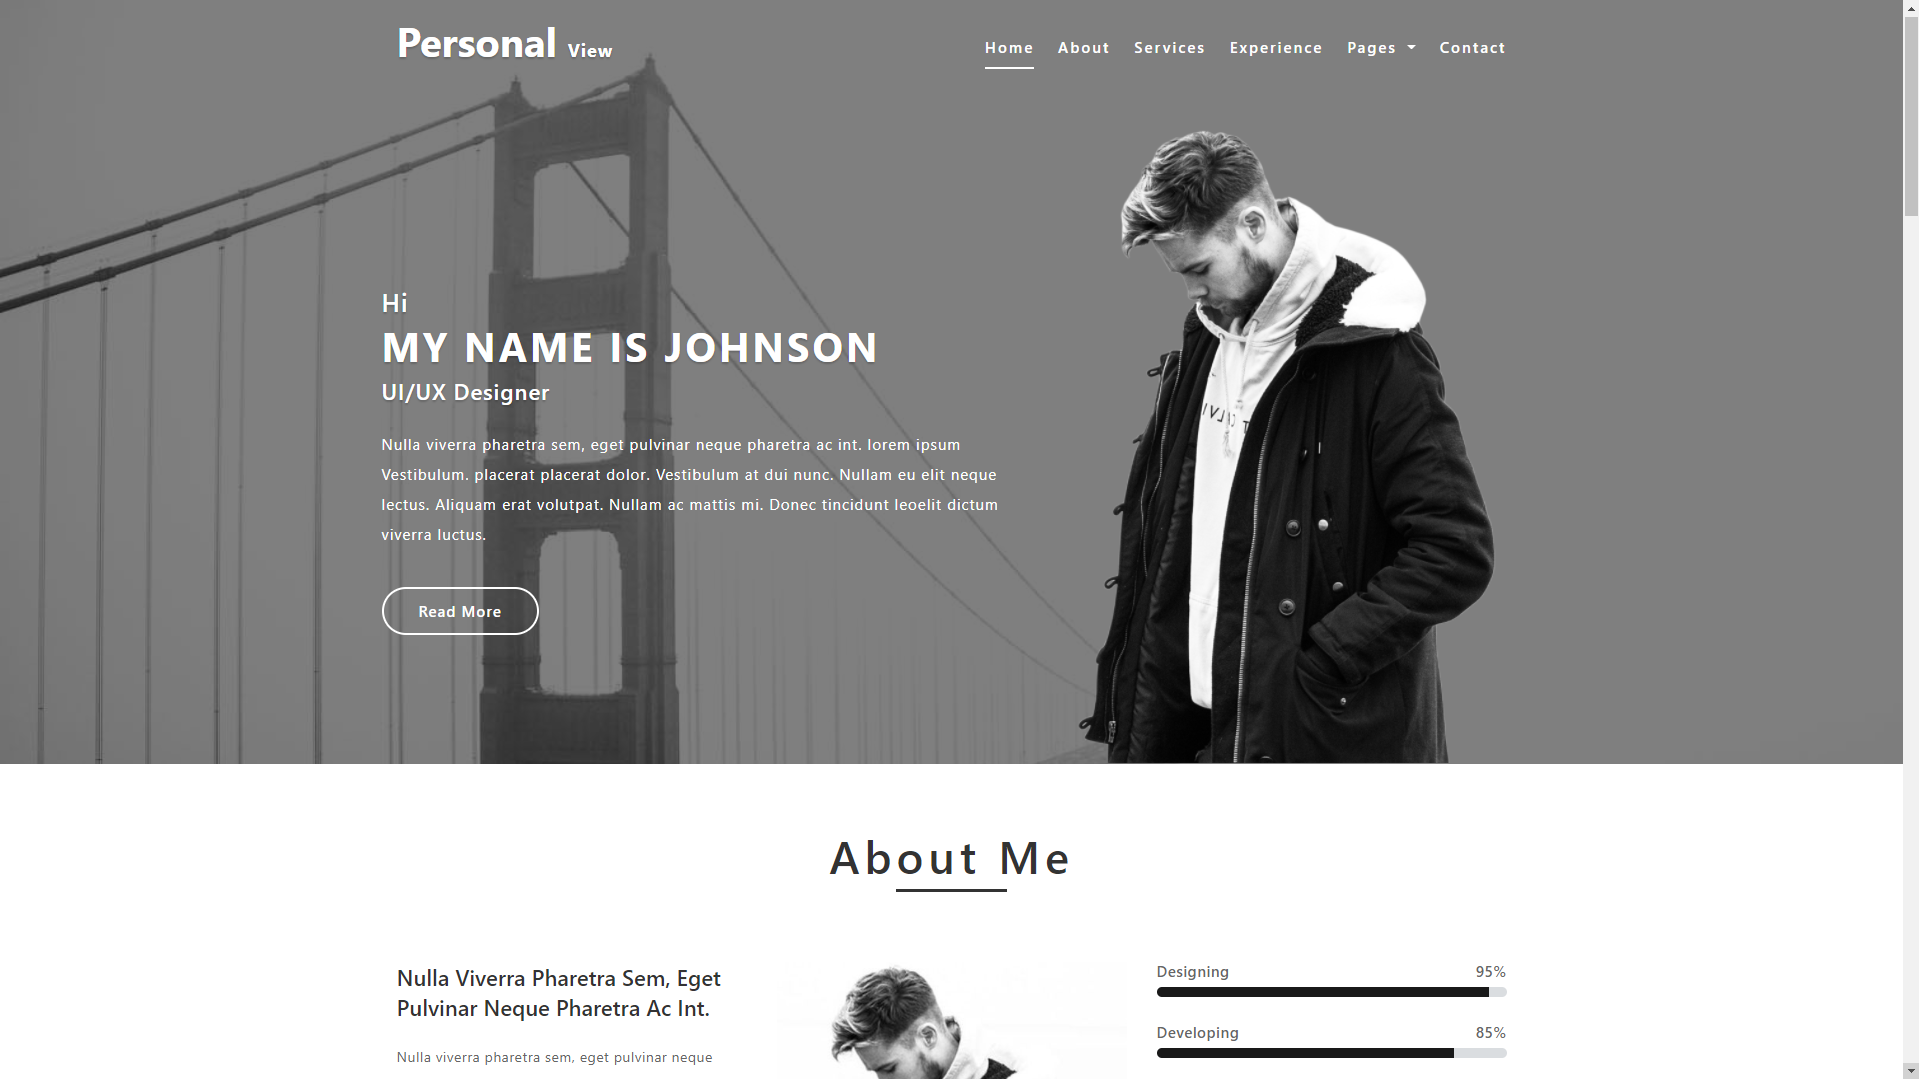 Personal View
Home About Services Experience Pages Contact
Hi
MY NAME IS JOHNSON
UI/UX Designer
Nulla viverra pharetra sem, eget pulvinar neque pharetra ac int. lorem ipsum
Vestibulum. placerat placerat dolor. Vestibulum at dui nunc. Nullam eu elit neque
lectus. Aliquam erat volutpat. Nullam ac mattis mi. Donec tincidunt leoelit dictum
viverra luctus.
Read More
About Me
Nulla Viverra Pharetra Sem, Eget
Pulvinar Neque Pharetra Ac Int.
Nulla viverra pharetra sem, eget pulvinar neque
Designing 95%
Developing 85%